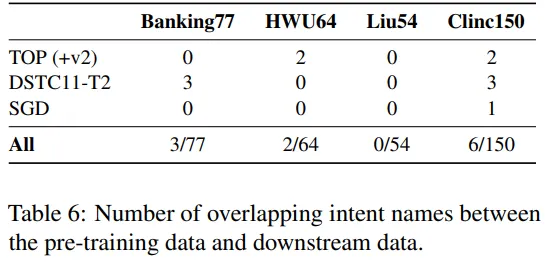 Banking77 HWU64 Liu54 Clinc150
TOP (+v2) 0 2 0 2
DSTC11-T2 3 0 0 3
SGD 0 0 0 1
All 3/77 2/64 0/54 6/150
Table 6: Number of overlapping intent names between
the pre-training data and downstream data.